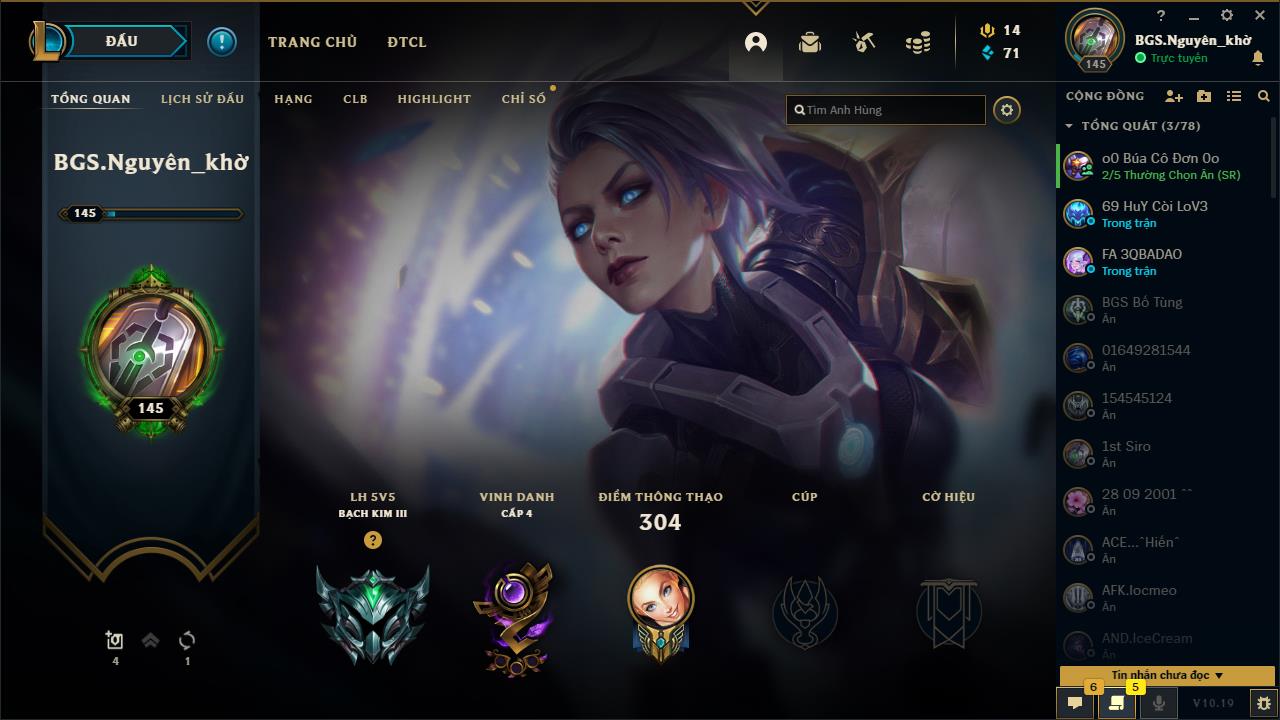 ĐẤU
TRANG CHỦ
ĐTCL
14
71
?
BGS.Nguyên_khờ
Trực tuyến
145
TỔNG QUAN
LỊCH SỬ ĐẤU
HẠNG
CLB
HIGHLIGHT
CHỈ SỐ
Tìm Anh Hùng
BGS.Nguyên_khờ
145
145
LH 5V5
BẠCH KIM III
?
VINH DANH
CẤP 4
ĐIỂM THÔNG THẠO
304
CÚP
CỜ HIỆU
4
1
CỘNG ĐỒNG
TỔNG QUÁT (3/78)
oO Búa Cô Đơn Oo
2/5 Thường Chọn Ẩn (SR)
69 HuY Còi LoV3
Trong trận
FA 3QBADAO
Trong trận
BGS Bố Tùng
Ẩn
01649281544
Ẩn
154545124
Ẩn
1st Siro
Ẩn
28 09 2001 ^^
Ẩn
ACE...^Hiến^
Ẩn
AFK.locmeo
Ẩn
AND.IceCream
Ẩn
Tin nhắn chưa đọc
6
5
V10.19